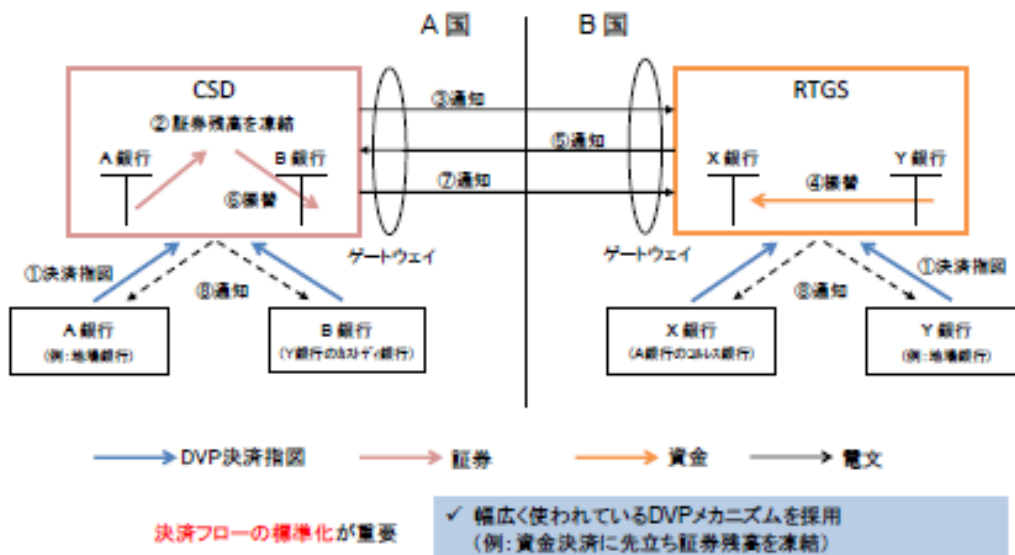 A国
B国
CSD
RTGS
②証券残高を凍結
③通知
⑤通知
⑦通知
A銀行
B銀行
⑥振替
X銀行
Y銀行
④振替
ゲートウェイ
ゲートウェイ
①決済指図
⑧通知
⑧通知
①決済指図
A銀行
(例:地場銀行)
B銀行
(Y銀行のカストディ銀行)
X銀行
(A銀行のコルレス銀行)
Y銀行
(例:地場銀行)
DVP決済指図
証券
資金
電文
決済フローの標準化が重要
✓ 幅広く使われているDVPメカニズムを採用
(例:資金決済に先立ち証券残高を凍結)